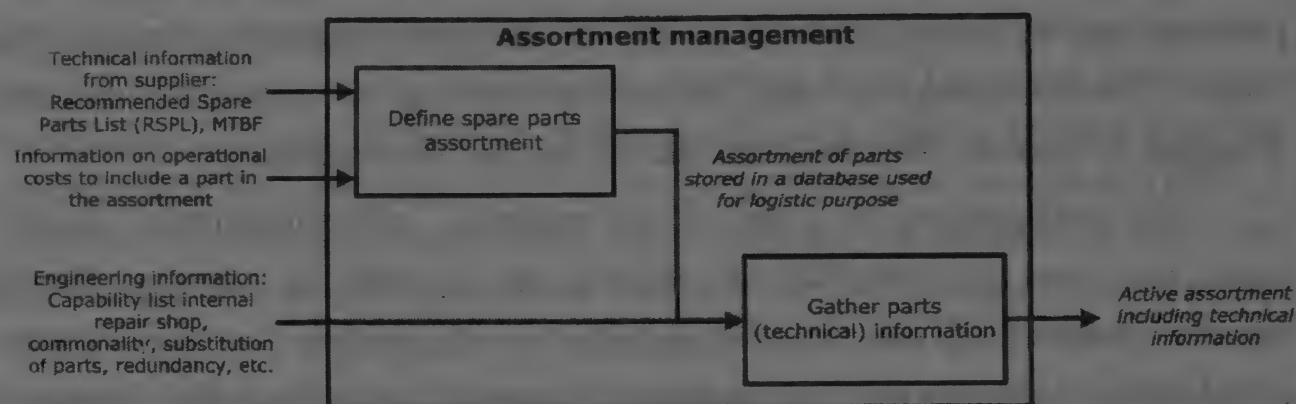 Assortment management
Technical information
from supplier:
Recommended Spare
Parts List (RSPL), MTBF
Information on operational
costs to include a part in
the assortment
Define spare parts
assortment
Assortment of parts
stored in a database used
for logistic purpose
Engineering information:
Capability list internal
repair shop,
commonality, substitution
of parts, redundancy, etc.
Gather parts
(technical) information
Active assortment
including technical
information